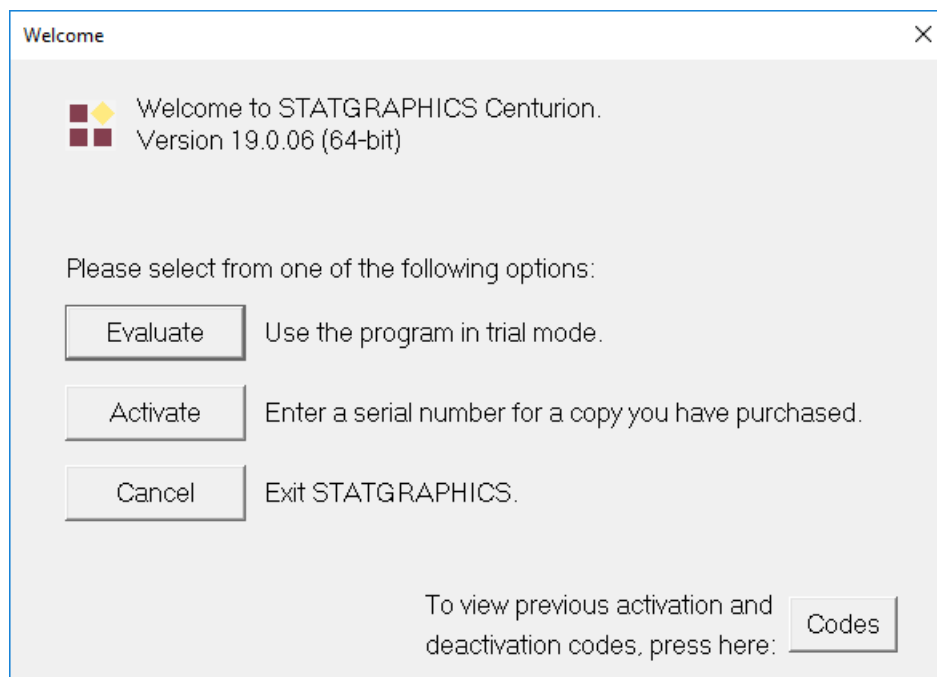 Welcome
Welcome to STATGRAPHICS Centurion.
Version 19.0.06 (64-bit)
Please select from one of the following options:
Evaluate Use the program in trial mode.
Activate Enter a serial number for a copy you have purchased.
Cancel Exit STATGRAPHICS.
To view previous activation and
deactivation codes, press here: Codes